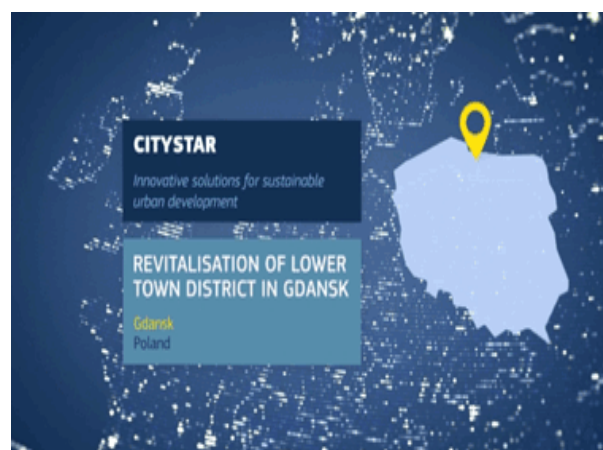 CITYSTAR
Innovative solutions for sustainable
urban development
REVITALISATION OF LOWER
TOWN DISTRICT IN GDANSK
Gdansk
Poland